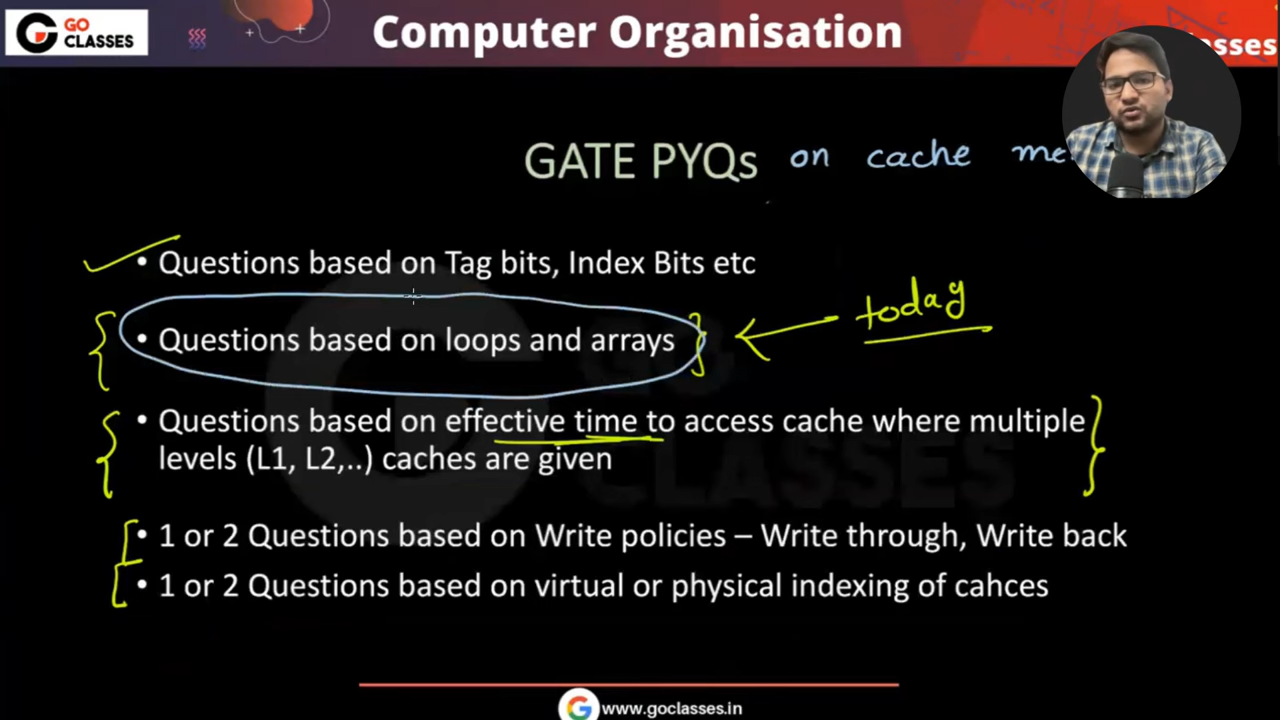 GO
CLASSES
Computer Organisation
GATE PYQs on cache
• Questions based on Tag bits, Index Bits etc
• Questions based on loops and arrays
today
• Questions based on effective time to access cache where multiple
levels (L1, L2,..) caches are given
• 1 or 2 Questions based on Write policies – Write through, Write back
• 1 or 2 Questions based on virtual or physical indexing of cahces
GO
CLASSES
www.goclasses.in